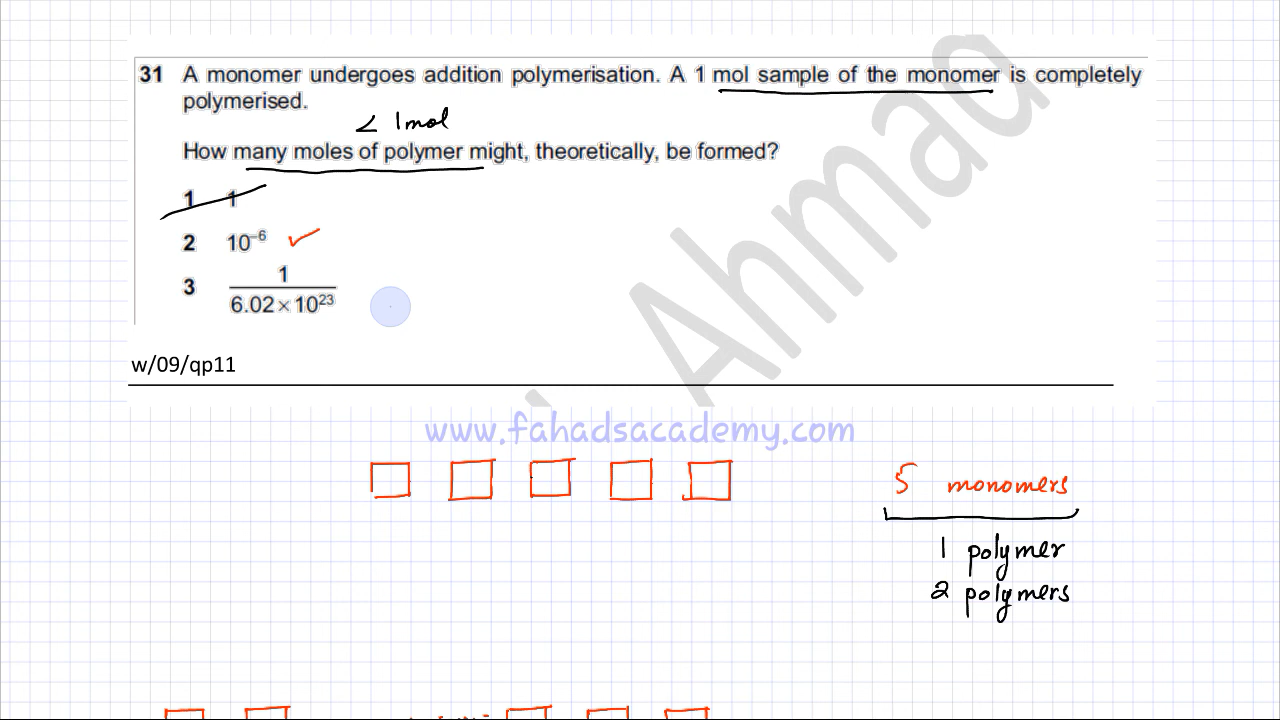 31 A monomer undergoes addition polymerisation. A 1 mol sample of the monomer is completely
polymerised.
< 1mol
How many moles of polymer might, theoretically, be formed?
1 1
2 10⁻⁶ ✓
3 1
6.02 × 10²³
Ahmad
w/09/qp11
www.fahadsacademy.com
5 monomers
1 polymer
2 polymers